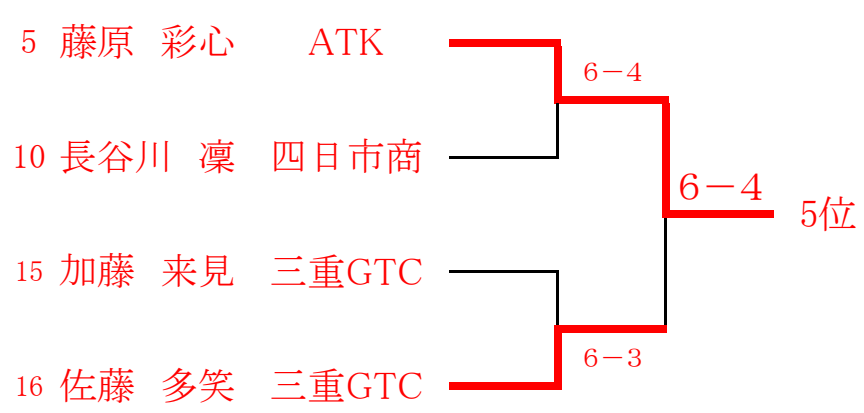 5 藤原 彩心 ATK
6－4
10 長谷川 凜 四日市商
6－4
5位
15 加藤 来見 三重GTC
6－3
16 佐藤 多笑 三重GTC